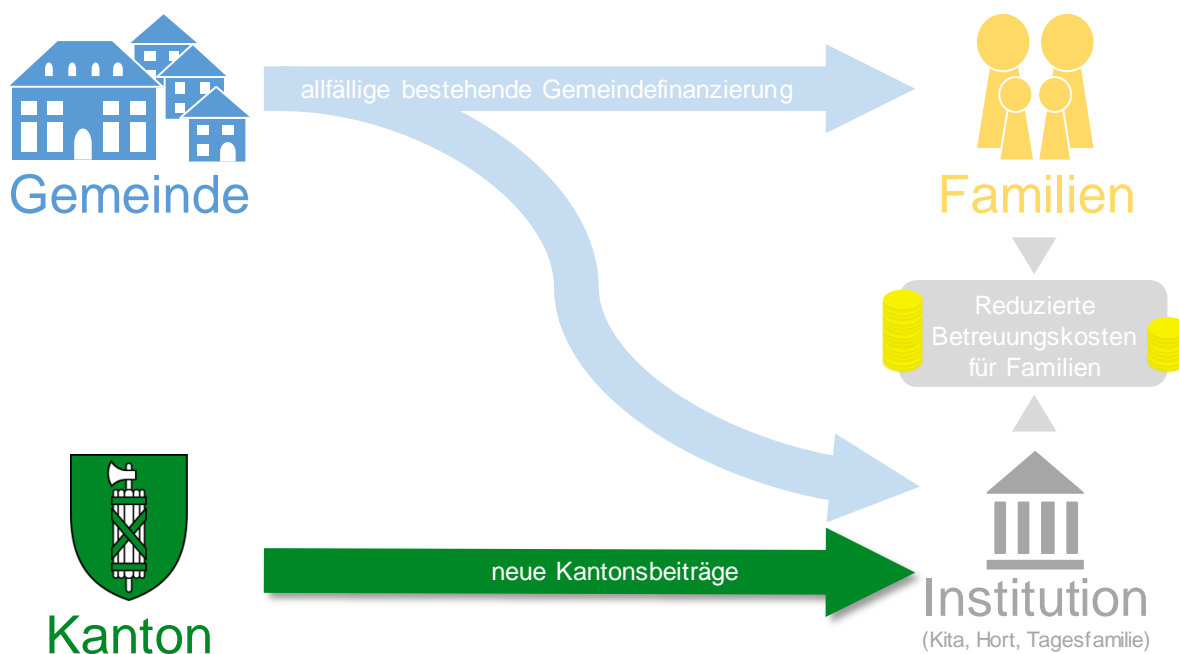 allfällige bestehende Gemeindefinanzierung
Gemeinde
Familien
Reduzierte
Betreuungskosten
für Familien
neue Kantonsbeiträge
Kanton
Institution
(Kita, Hort, Tagesfamilie)